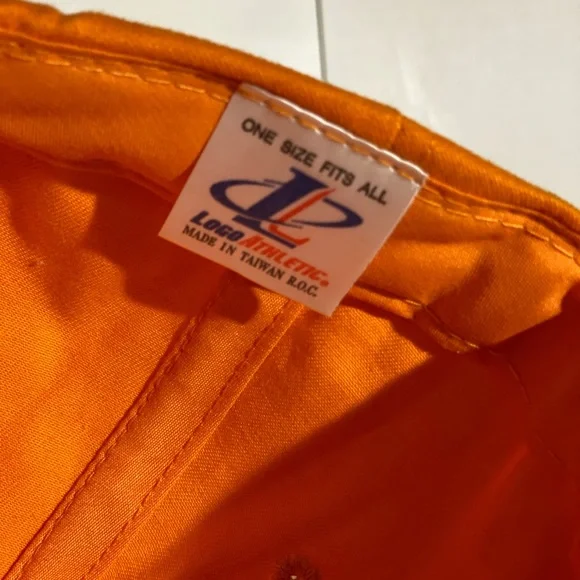 ONE SIZE FITS ALL
LOGO ATHLETIC®
MADE IN TAIWAN R.O.C.